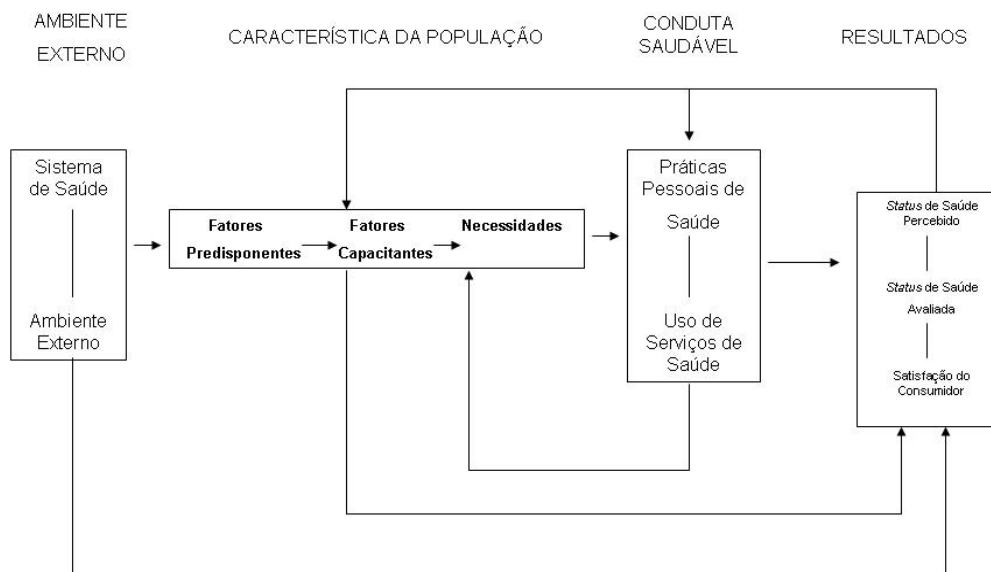 AMBIENTE
EXTERNO
CARACTERÍSTICA DA POPULAÇÃO
CONDUTA
SAUDÁVEL
RESULTADOS
Sistema
de Saúde
Ambiente
Externo
Fatores
Predisponentes
Fatores
Capacitantes
Necessidades
Práticas
Pessoais de
Saúde
Uso de
Serviços de
Saúde
Status de Saúde
Percebido
Status de Saúde
Avaliada
Satisfação do
Consumidor